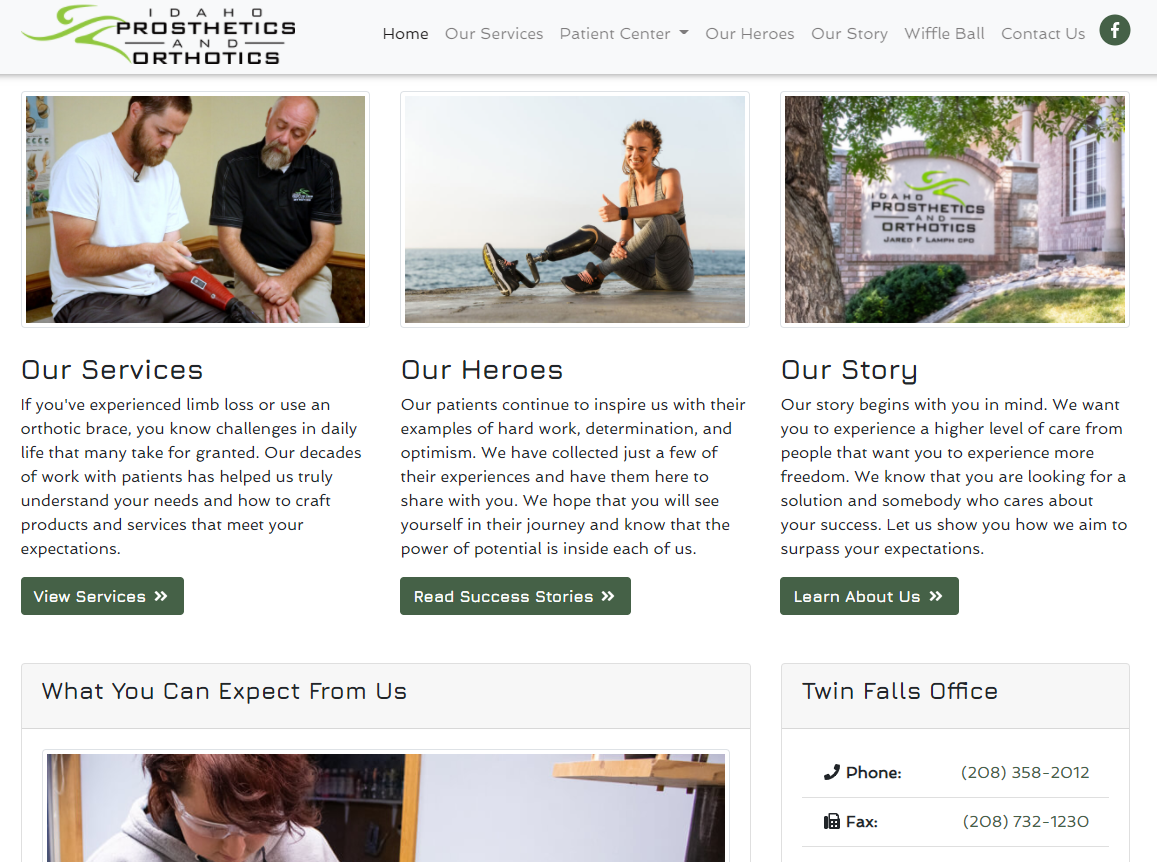 IDAHO
PROSTHETICS
AND
ORTHOTICS
Home Our Services Patient Center Our Heroes Our Story Wiffle Ball Contact Us f
IDAHO
PROSTHETICS
AND
ORTHOTICS
JARED F LAMPH CPO
Our Services
If you've experienced limb loss or use an
orthotic brace, you know challenges in daily
life that many take for granted. Our decades
of work with patients has helped us truly
understand your needs and how to craft
products and services that meet your
expectations.
View Services »
Our Heroes
Our patients continue to inspire us with their
examples of hard work, determination, and
optimism. We have collected just a few of
their experiences and have them here to
share with you. We hope that you will see
yourself in their journey and know that the
power of potential is inside each of us.
Read Success Stories »
Our Story
Our story begins with you in mind. We want
you to experience a higher level of care from
people that want you to experience more
freedom. We know that you are looking for a
solution and somebody who cares about
your success. Let us show you how we aim to
surpass your expectations.
Learn About Us »
What You Can Expect From Us
Twin Falls Office
Phone: (208) 358-2012
Fax: (208) 732-1230